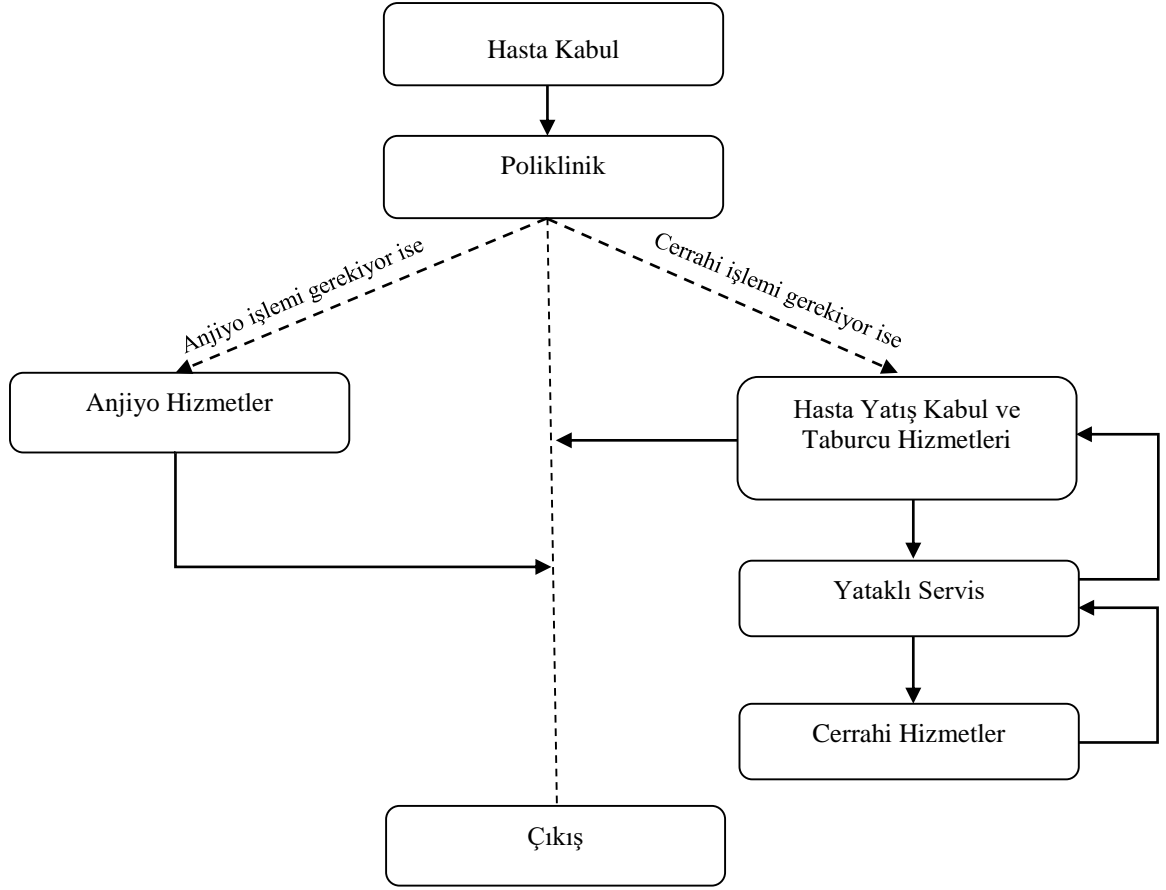 Hasta Kabul
Poliklinik
Anjiyo işlemi gerekiyor ise
Cerrahi işlemi gerekiyor ise
Anjiyo Hizmetler
Hasta Yatış Kabul ve
Taburcu Hizmetleri
Yataklı Servis
Cerrahi Hizmetler
Çıkış